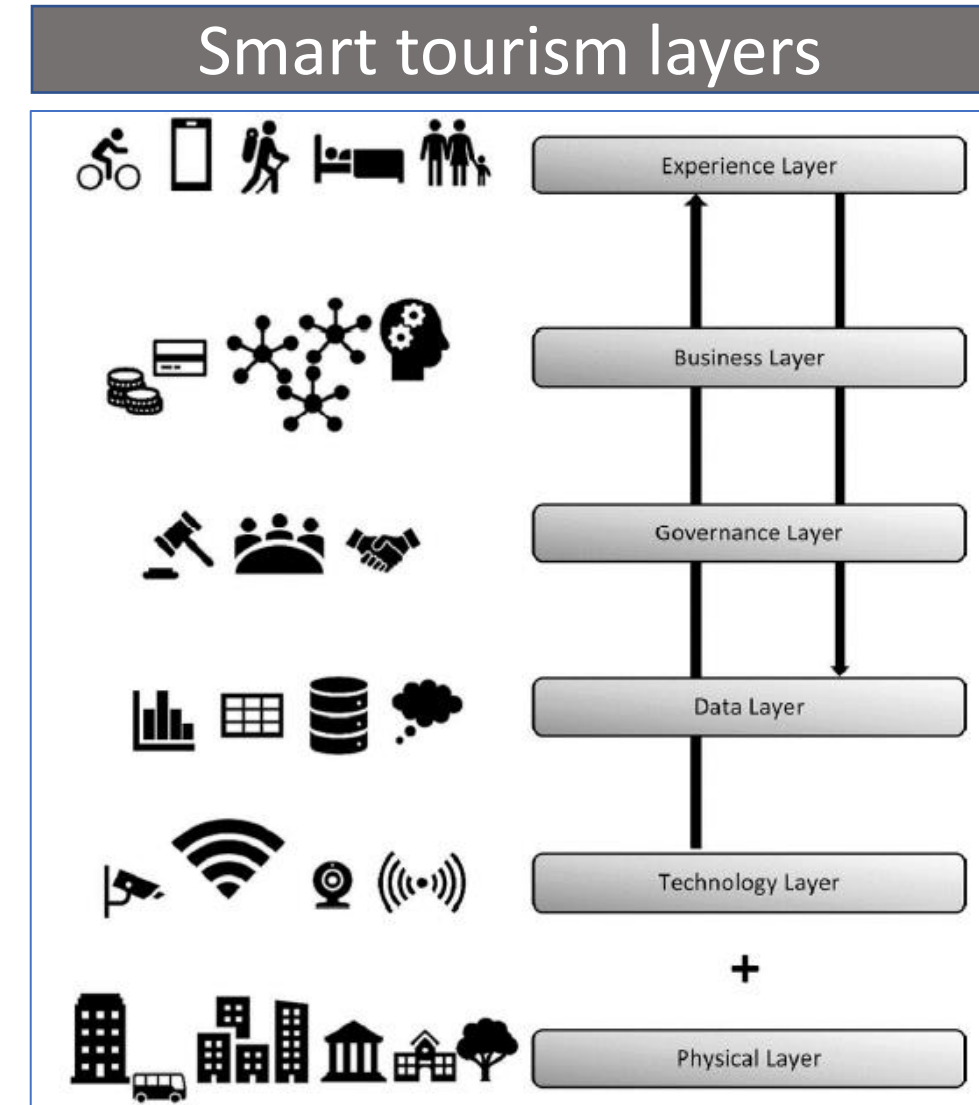 Smart tourism layers
Experience Layer
Business Layer
Governance Layer
Data Layer
Technology Layer
+
Physical Layer